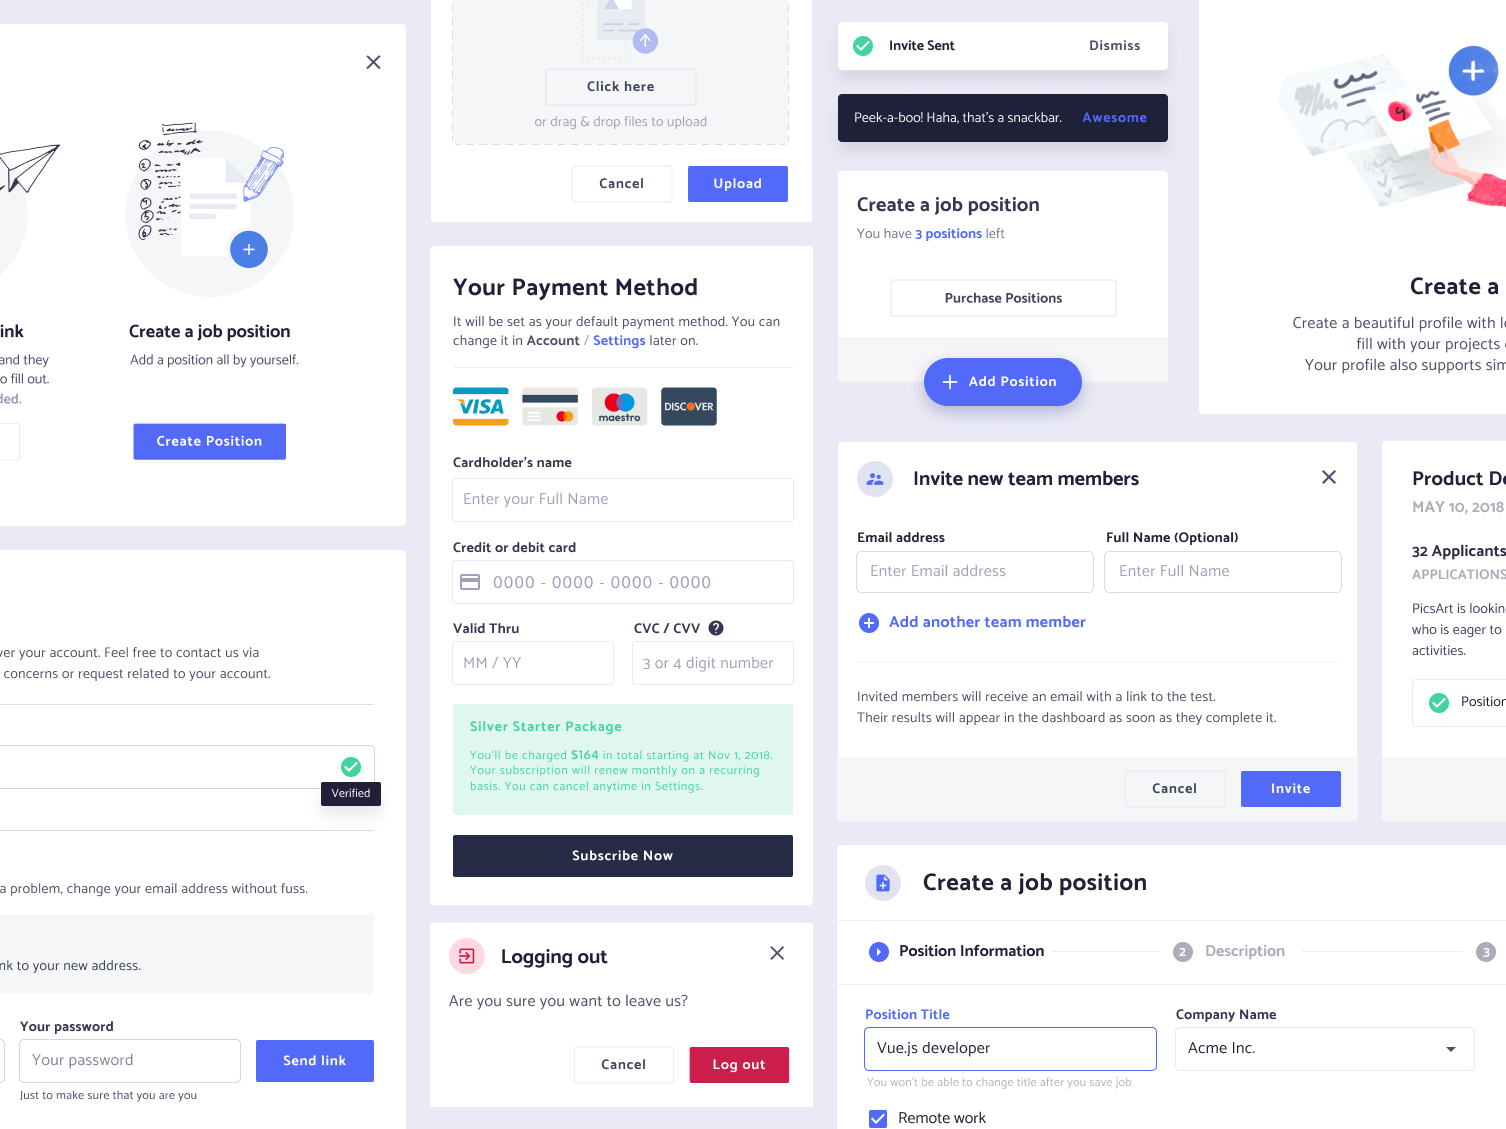 ink
and they
o fill out.
ded.
Create a job position
Add a position all by yourself.
Create Position
ver your account. Feel free to contact us via
concerns or request related to your account.
Verified
a problem, change your email address without fuss.
nk to your new address.
Your password
Your password
Send link
Just to make sure that you are you
Click here
or drag & drop files to upload
Cancel
Upload
Your Payment Method
It will be set as your default payment method. You can
change it in Account / Settings later on.
VISA
maestro
DISCOVER
Cardholder's name
Enter your Full Name
Credit or debit card
0000 - 0000 - 0000 - 0000
Valid Thru
CVC / CVV ?
MM / YY
3 or 4 digit number
Silver Starter Package
You'll be charged $164 in total starting at Nov 1, 2018.
Your subscription will renew monthly on a recurring
basis. You can cancel anytime in Settings.
Subscribe Now
Logging out
Are you sure you want to leave us?
Cancel
Log out
Invite Sent
Dismiss
Peek-a-boo! Haha, that's a snackbar.
Awesome
Create a job position
You have 3 positions left
Purchase Positions
Add Position
Create a
Create a beautiful profile with l
fill with your projects
Your profile also supports sim
Invite new team members
Email address
Full Name (Optional)
Enter Email address
Enter Full Name
Add another team member
Invited members will receive an email with a link to the test.
Their results will appear in the dashboard as soon as they complete it.
Cancel
Invite
Product De
MAY 10, 2018
32 Applicants
APPLICATIONS
PicsArt is lookin
who is eager to
activities.
Position
Create a job position
Position Information
2
Description
3
Position Title
Company Name
Vue.js developer
Acme Inc.
You won't be able to change title after you save job
Remote work